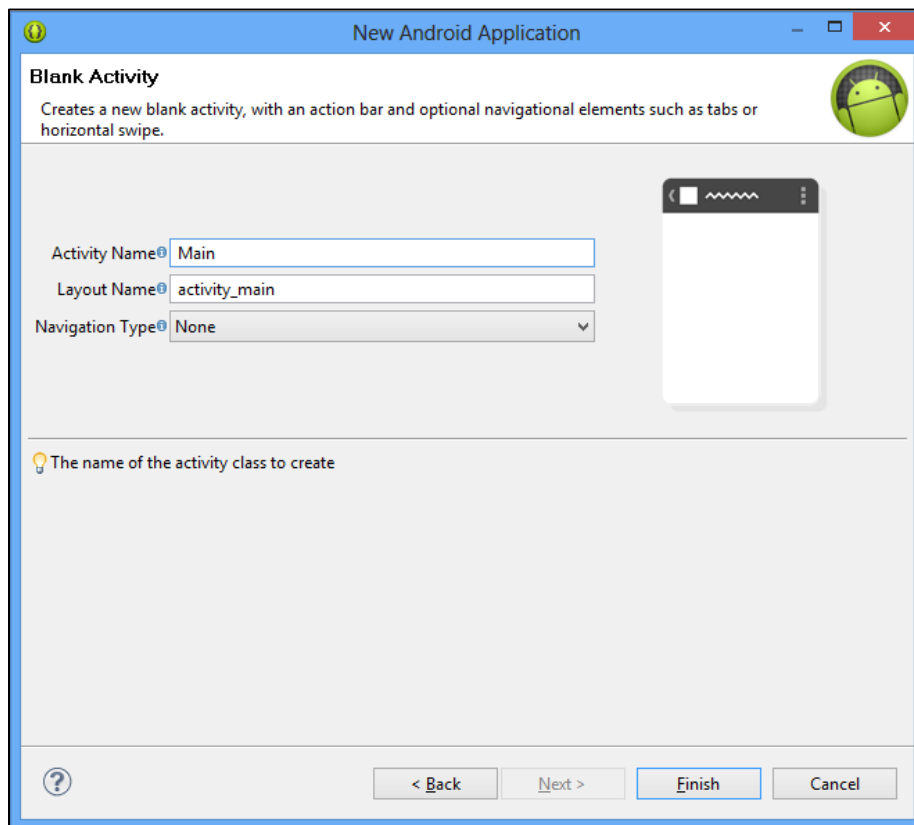 New Android Application
Blank Activity
Creates a new blank activity, with an action bar and optional navigational elements such as tabs or
horizontal swipe.
Activity Name Main
Layout Name activity_main
Navigation Type None
The name of the activity class to create
< Back Next > Finish Cancel